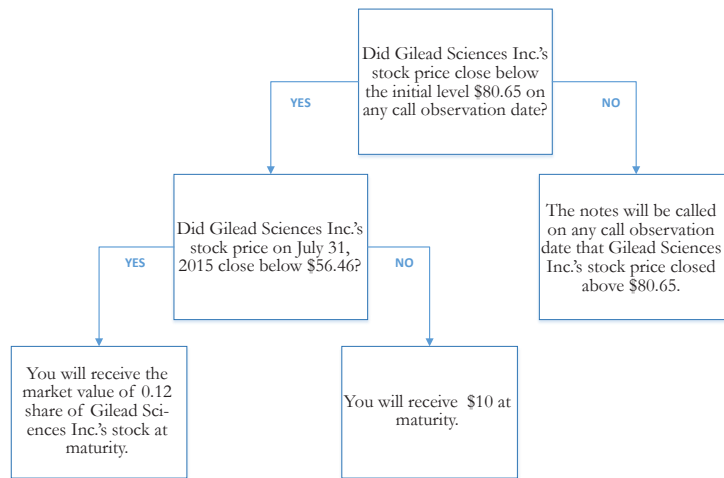 Did Gilead Sciences Inc.'s
stock price close below
the initial level $80.65 on
any call observation date?
YES
NO
Did Gilead Sciences Inc.'s
stock price on July 31,
2015 close below $56.46?
The notes will be called
on any call observation
date that Gilead Sciences
Inc.'s stock price closed
above $80.65.
YES
NO
You will receive the
market value of 0.12
share of Gilead Sci-
ences Inc.'s stock at
maturity.
You will receive $10 at
maturity.